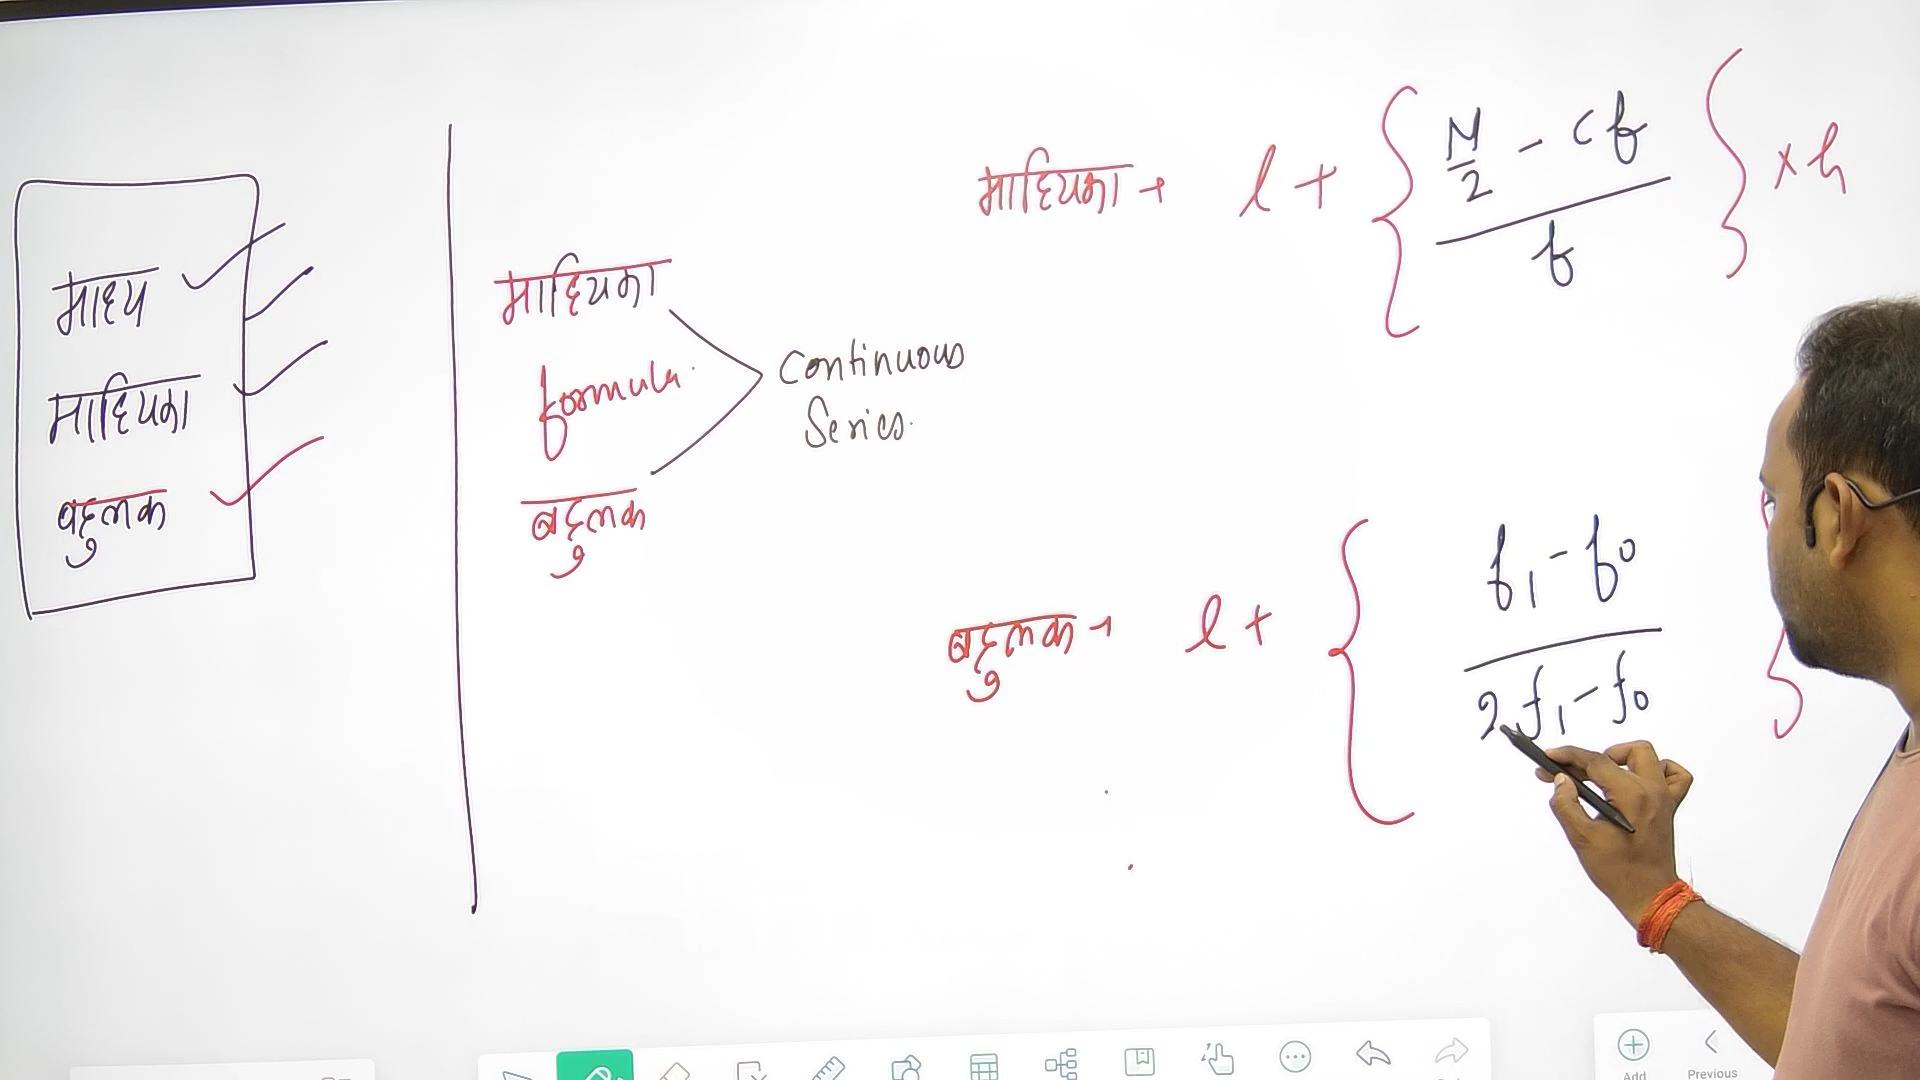 माध्य
माध्यिका
बहुलक
माध्यिका
formula.
बहुलक
Continuous
Series.
माध्यिका → l + { (N/2 - cf) / f } × h
बहुलक → l + { (f₁ - f₀) / (2f₁ - f₀) }
Add
Previous